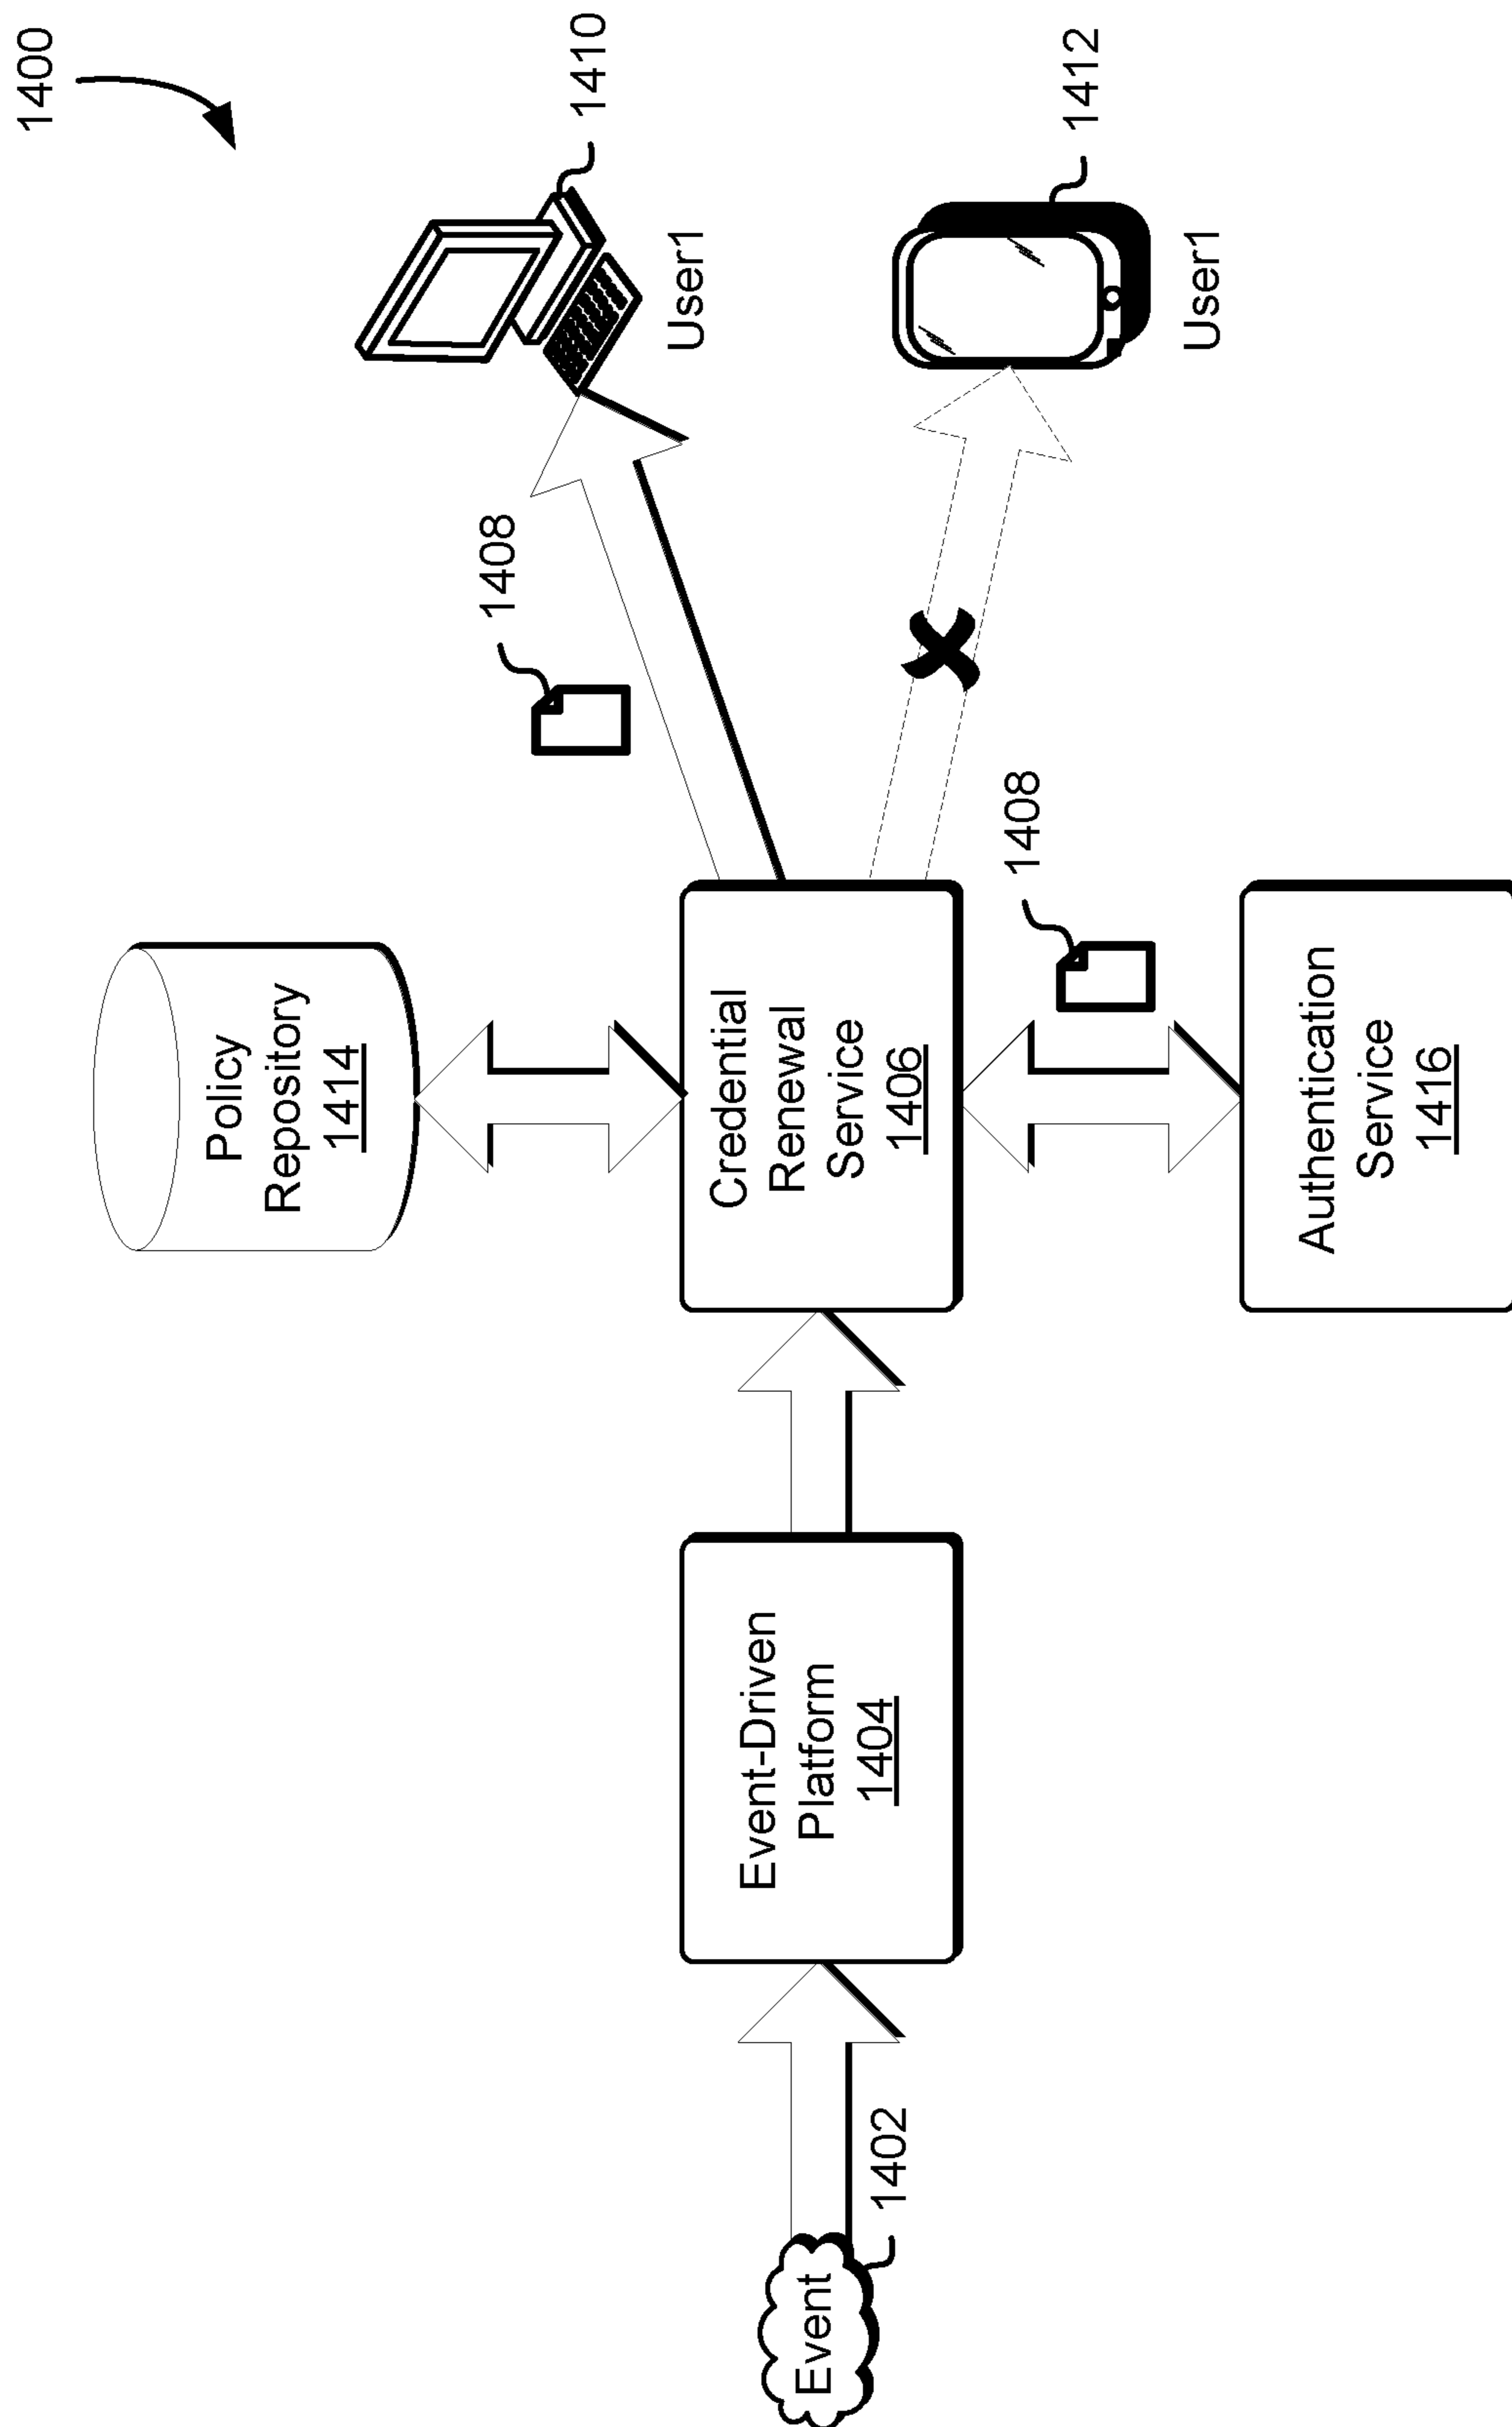 1400
Policy
Repository
1414
1408
1410
User1
Event
1402
Event-Driven
Platform
1404
Credential
Renewal
Service
1406
1412
User1
1408
Authentication
Service
1416